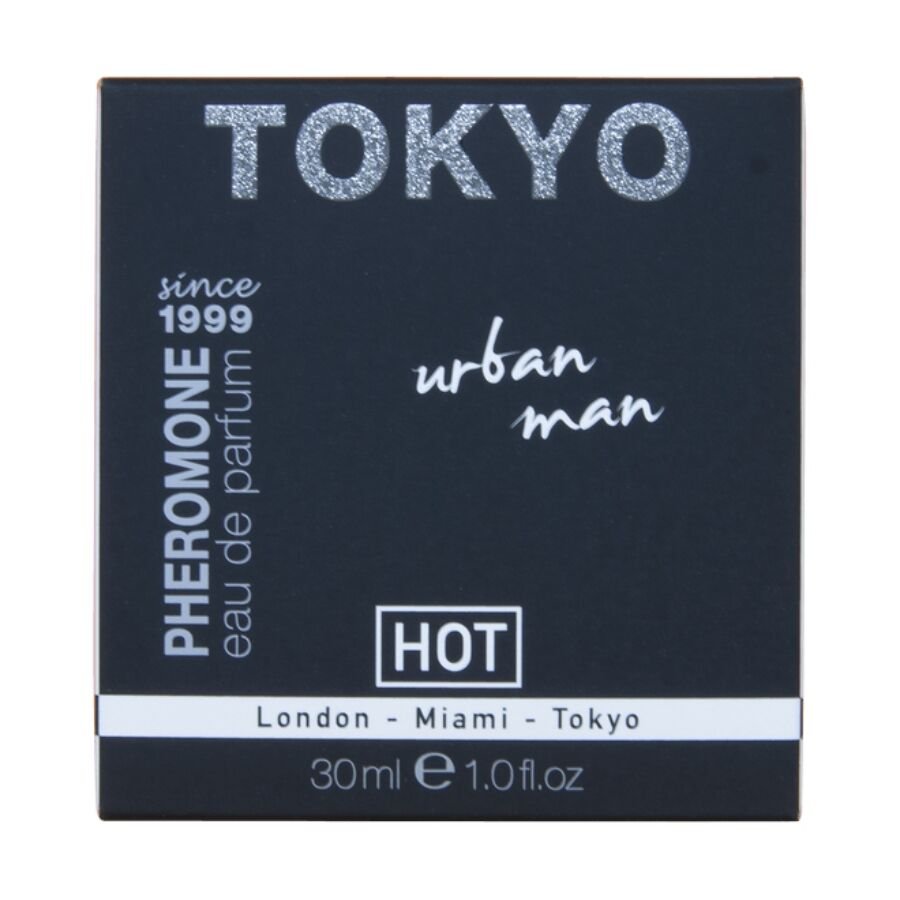 TOKYO
since
1999
PHEROMONE
eau de parfum
urban
man
HOT
London - Miami - Tokyo
30ml e 1.0fl.oz